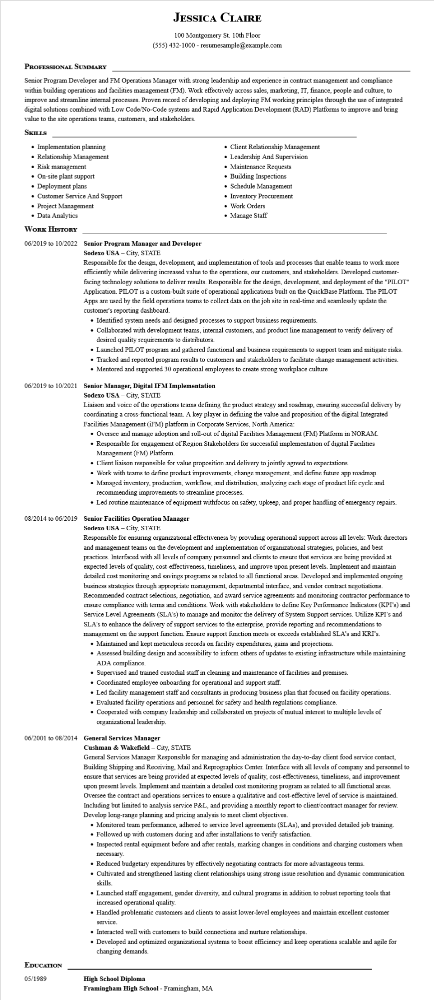 Jessica Claire
100 Montgomery St. 10th Floor
(555) 432-1000 - resumesample@example.com
Professional Summary
Senior Program Developer and FM Operations Manager with strong leadership and experience in contract management and compliance
within building operations and facilities management (FM). Work effectively across sales, marketing, IT, finance, people and culture, to
improve and streamline internal processes. Proven record of developing and deploying FM working principles through the use of integrated
digital solutions combined with Low Code/No-Code systems and Rapid Application Development (RAD) Platforms to improve and bring
value to the site operations teams, customers, and stakeholders.
Skills
• Implementation planning
• Relationship Management
• Risk management
• On-site plant support
• Deployment plans
• Customer Service And Support
• Project Management
• Data Analytics
• Client Relationship Management
• Leadership And Supervision
• Maintenance Requests
• Building Inspections
• Schedule Management
• Inventory Procurement
• Work Orders
• Manage Staff
Work History
06/2019 to 10/2022 Senior Program Manager and Developer
Sodexo USA – City, STATE
Responsible for the design, development, and implementation of tools and processes that enable teams to work more
efficiently while delivering increased value to the operations, our customers, and stakeholders. Developed customer-
facing technology solutions to deliver results. Responsible for the design, development, and deployment of the "PILOT"
Application. PILOT is a custom-built suite of operational applications built on the QuickBase Platform. The PILOT
Apps are used by the field operations teams to collect data on the job site in real-time and seamlessly update the
customer's reporting dashboard.
• Identified system needs and designed processes to support business requirements.
• Collaborated with development teams, internal customers, and product line management to verify delivery of
desired quality requirements to distributors.
• Launched PILOT program and gathered functional and business requirements to support team and mitigate risks.
• Tracked and reported program results to customers and stakeholders to facilitate change management activities.
• Mentored and supported 30 operational employees to create strong workplace culture
06/2019 to 10/2021 Senior Manager, Digital IFM Implementation
Sodexo USA – City, STATE
Liaison and voice of the operations teams defining the product strategy and roadmap, ensuring successful delivery by
coordinating a cross-functional team. A key player in defining the value and proposition of the digital Integrated
Facilities Management (iFM) platform in Corporate Services, North America:
• Oversee and manage adoption and roll-out of digital Facilities Management (FM) Platform in NORAM.
• Responsible for engagement of Region Stakeholders for successful implementation of digital Facilities
Management (FM) Platform.
• Client liaison responsible for value proposition and delivery to jointly agreed to expectations.
• Work with teams to define product improvements, change management, and define future app roadmap.
• Managed inventory, production, workflow, and distribution, analyzing each stage of product life cycle and
recommending improvements to streamline processes.
• Led routine maintenance of equipment withfocus on safety, upkeep, and proper handling of emergency repairs.
08/2014 to 06/2019 Senior Facilities Operation Manager
Sodexo USA – City, STATE
Responsible for ensuring organizational effectiveness by providing operational support across all levels: Work directors
and management teams on the development and implementation of organizational strategies, policies, and best
practices. Interfaced with all levels of company personnel and clients to ensure that services are being provided at
expected levels of quality, cost-effectiveness, timeliness, and improve upon present levels. Implement and maintain
detailed cost monitoring and savings programs as related to all functional areas. Developed and implemented ongoing
business strategies through appropriate management, departmental interface, and vendor contract negotiations.
Recommended contract selections, negotiation, and award service agreements and monitoring contractor performance to
ensure compliance with terms and conditions. Work with stakeholders to define Key Performance Indicators (KPI's) and
Service Level Agreements (SLA's) to manage and monitor the delivery of System Support services. Utilize KPI's and
SLA's to enhance the delivery of support services to the enterprise, provide reporting and recommendations to
management on the support function. Ensure support function meets or exceeds established SLA's and KRI's.
• Maintained and kept meticulous records on facility expenditures, gains and projections.
• Assessed building design and accessibility to inform others of updates to existing infrastructure while maintaining
ADA compliance.
• Supervised and trained custodial staff in cleaning and maintenance of facilities and premises.
• Coordinated employee onboarding for operational and support staff.
• Led facility management staff and consultants in producing business plan that focused on facility operations.
• Evaluated facility operations and personnel for safety and health regulations compliance.
• Cooperated with company leadership and collaborated on projects of mutual interest to multiple levels of
organizational leadership.
06/2001 to 08/2014 General Services Manager
Cushman & Wakefield – City, STATE
General Services Manager Responsible for managing and administration the day-to-day client food service contact,
Building Shipping and Receiving, Mail and Reprographics Center. Interface with all levels of company and personnel to
ensure that services are being provided at expected levels of quality, cost-effectiveness, timeliness, and improvement
upon present levels. Implement and maintain a detailed cost monitoring program as related to all functional areas.
Oversee the contract and operations services to ensure a qualitative and cost-effective level of service is maintained.
Including but limited to analysis service P&L, and providing a monthly report to client/contract manager for review.
Develop long-range planning and pricing analysis to meet client objectives.
• Monitored team performance, adhered to service level agreements (SLAs), and provided detailed job training.
• Followed up with customers during and after installations to verify satisfaction.
• Inspected rental equipment before and after rentals, marking changes in conditions and charging customers when
necessary.
• Reduced budgetary expenditures by effectively negotiating contracts for more advantageous terms.
• Cultivated and strengthened lasting client relationships using strong issue resolution and dynamic communication
skills.
• Launched staff engagement, gender diversity, and cultural programs in addition to robust reporting tools that
increased operational quality.
• Handled problematic customers and clients to assist lower-level employees and maintain excellent customer
service.
• Interacted well with customers to build connections and nurture relationships.
• Developed and optimized organizational systems to boost efficiency and keep operations scalable and agile for
changing demands.
Education
05/1989 High School Diploma
Framingham High School - Framingham, MA